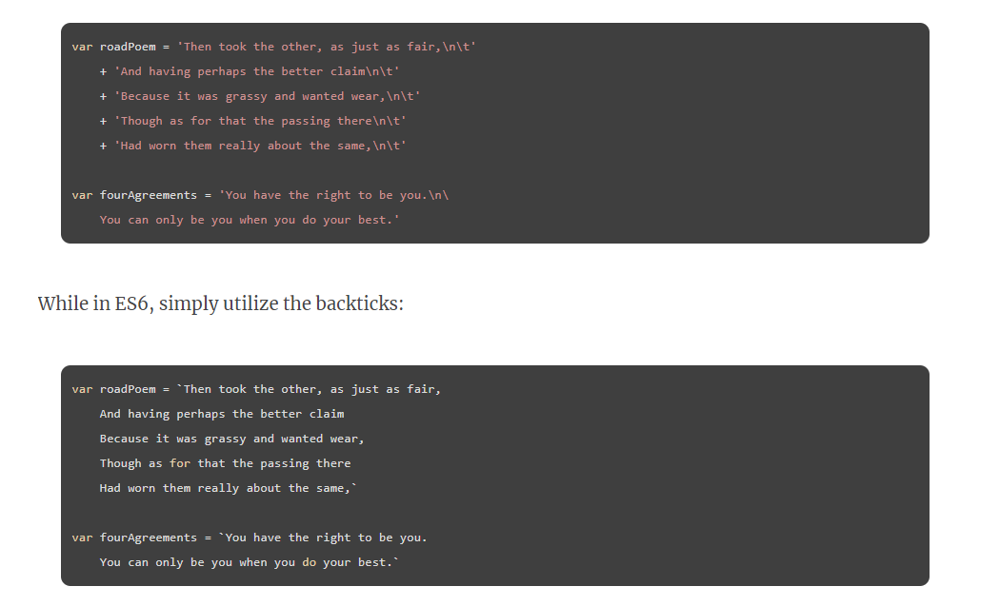 var roadPoem = 'Then took the other, as just as fair,\n\t'
    + 'And having perhaps the better claim\n\t'
    + 'Because it was grassy and wanted wear,\n\t'
    + 'Though as for that the passing there\n\t'
    + 'Had worn them really about the same,\n\t'
var fourAgreements = 'You have the right to be you.\n\
    You can only be you when you do your best.'
While in ES6, simply utilize the backticks:
var roadPoem = `Then took the other, as just as fair,
    And having perhaps the better claim
    Because it was grassy and wanted wear,
    Though as for that the passing there
    Had worn them really about the same,`
var fourAgreements = `You have the right to be you.
    You can only be you when you do your best.`